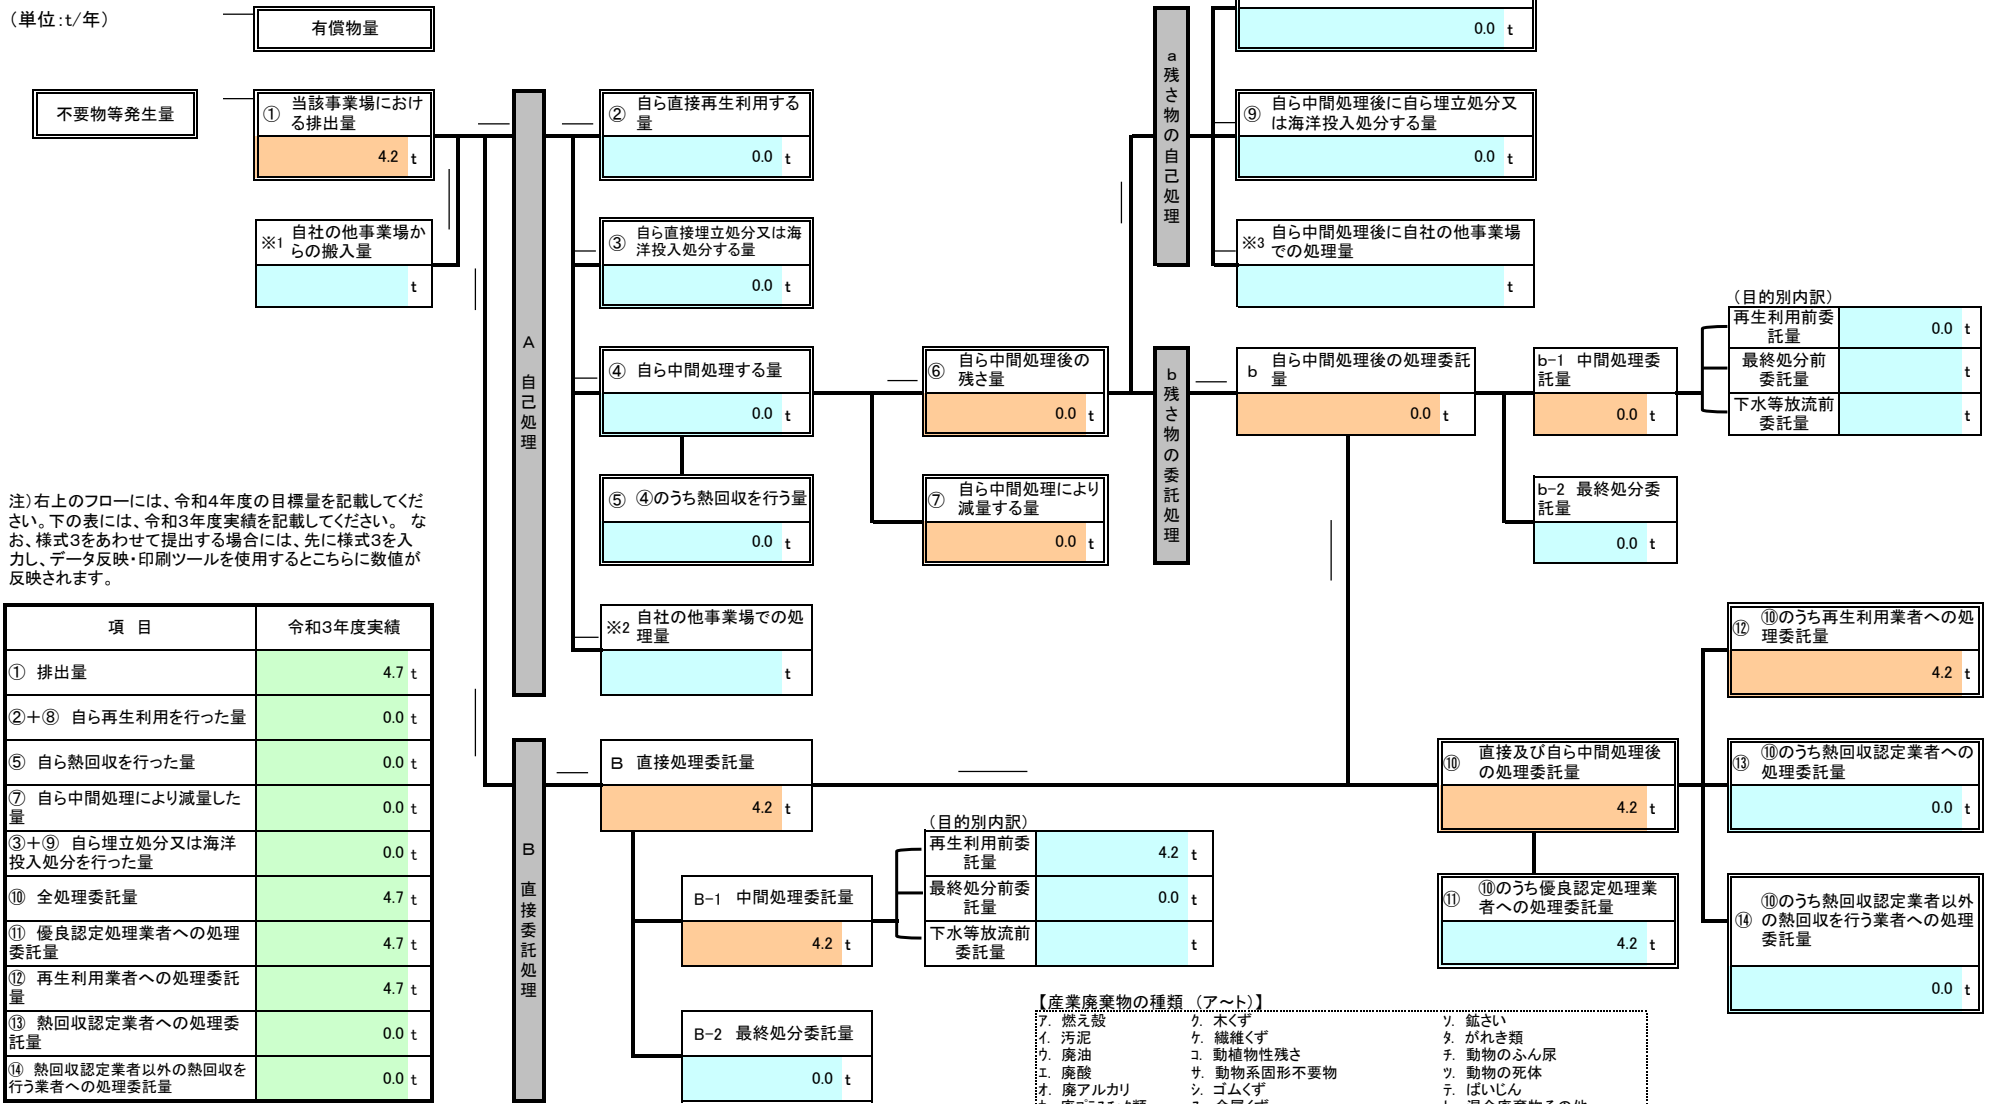 （単位:t/年）
有償物量
不要物等発生量
① 当該事業場におけ
る排出量
4.2 t
※1 自社の他事業場か
らの搬入量
t
A 自己処理
② 自ら直接再生利用する
量
0.0 t
③ 自ら直接埋立処分又は海
洋投入処分する量
0.0 t
④ 自ら中間処理する量
0.0 t
⑤ ④のうち熱回収を行う量
0.0 t
※2 自社の他事業場での処
理量
t
⑥ 自ら中間処理後の
残さ量
0.0 t
⑦ 自ら中間処理により
減量する量
0.0 t
a 残さ物の自己処理
0.0 t
⑨ 自ら中間処理後に自ら埋立処分又
は海洋投入処分する量
0.0 t
※3 自ら中間処理後に自社の他事業場
での処理量
t
b 残さ物の委託処理
b 自ら中間処理後の処理委託
量
0.0 t
b-1 中間処理委
託量
0.0 t
b-2 最終処分委
託量
0.0 t
（目的別内訳）
再生利用前委
託量
0.0 t
最終処分前
委託量
t
下水等放流前
委託量
t
注）右上のフローには、令和4年度の目標量を記載してくだ
さい。下の表には、令和3年度実績を記載してください。 な
お、様式3をあわせて提出する場合には、先に様式3を入
力し、データ反映・印刷ツールを使用するとこちらに数値が
反映されます。
項 目 令和3年度実績
① 排出量 4.7 t
②＋⑧ 自ら再生利用を行った量 0.0 t
⑤ 自ら熱回収を行った量 0.0 t
⑦ 自ら中間処理により減量した
量 0.0 t
③＋⑨ 自ら埋立処分又は海洋
投入処分を行った量 0.0 t
⑩ 全処理委託量 4.7 t
⑪ 優良認定処理業者への処理
委託量 4.7 t
⑫ 再生利用業者への処理委託
量 4.7 t
⑬ 熱回収認定業者への処理委
託量 0.0 t
⑭ 熱回収認定業者以外の熱回収を
行う業者への処理委託量 0.0 t
B 直接委託処理
B 直接処理委託量
4.2 t
B-1 中間処理委託量
4.2 t
B-2 最終処分委託量
0.0 t
（目的別内訳）
再生利用前委
託量
4.2 t
最終処分前委
託量
0.0 t
下水等放流前
委託量
t
⑩ 直接及び自ら中間処理後
の処理委託量
4.2 t
⑪ ⑩のうち優良認定処理業
者への処理委託量
4.2 t
⑫ ⑩のうち再生利用業者への処
理委託量
4.2 t
⑬ ⑩のうち熱回収認定業者への
処理委託量
0.0 t
⑭ ⑩のうち熱回収認定業者以外
の熱回収を行う業者への処理
委託量
0.0 t
【産業廃棄物の種類 （ア～ト）】
ア. 燃え殻 ク. 木くず ソ. 鉱さい
イ. 汚泥 ケ. 繊維くず タ. がれき類
ウ. 廃油 コ. 動植物性残さ チ. 動物のふん尿
エ. 廃酸 サ. 動物系固形不要物 ツ. 動物の死体
オ. 廃アルカリ シ. ゴムくず テ. ばいじん